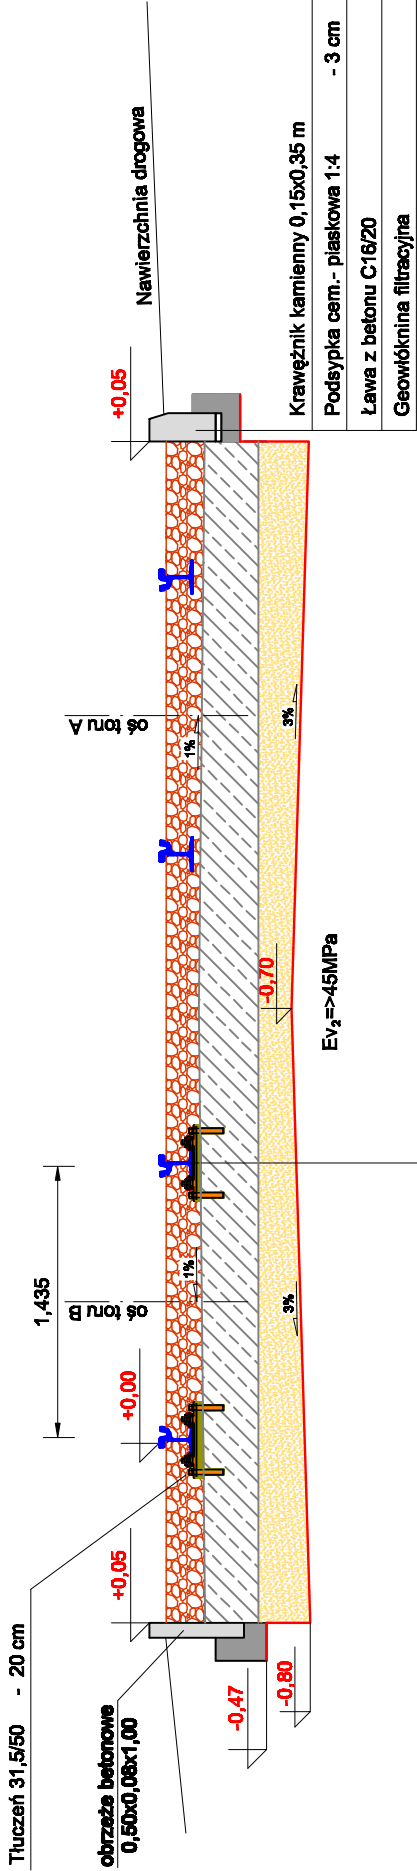 Tłuczeń 31,5/50 - 20 cm
obrzeże betonowe
0,50x0,08x1,00
+0,05
-0,47
-0,80
+0,00
1,435
oś toru B
1%
3%
-0,70
Ev₂=>45MPa
oś toru A
1%
3%
+0,05
Nawierzchnia drogowa
Krawężnik kamienny 0,15x0,35 m
Podsypka cem.- piaskowa 1:4 - 3 cm
Ława z betonu C16/20
Geowłóknina filtracyjna